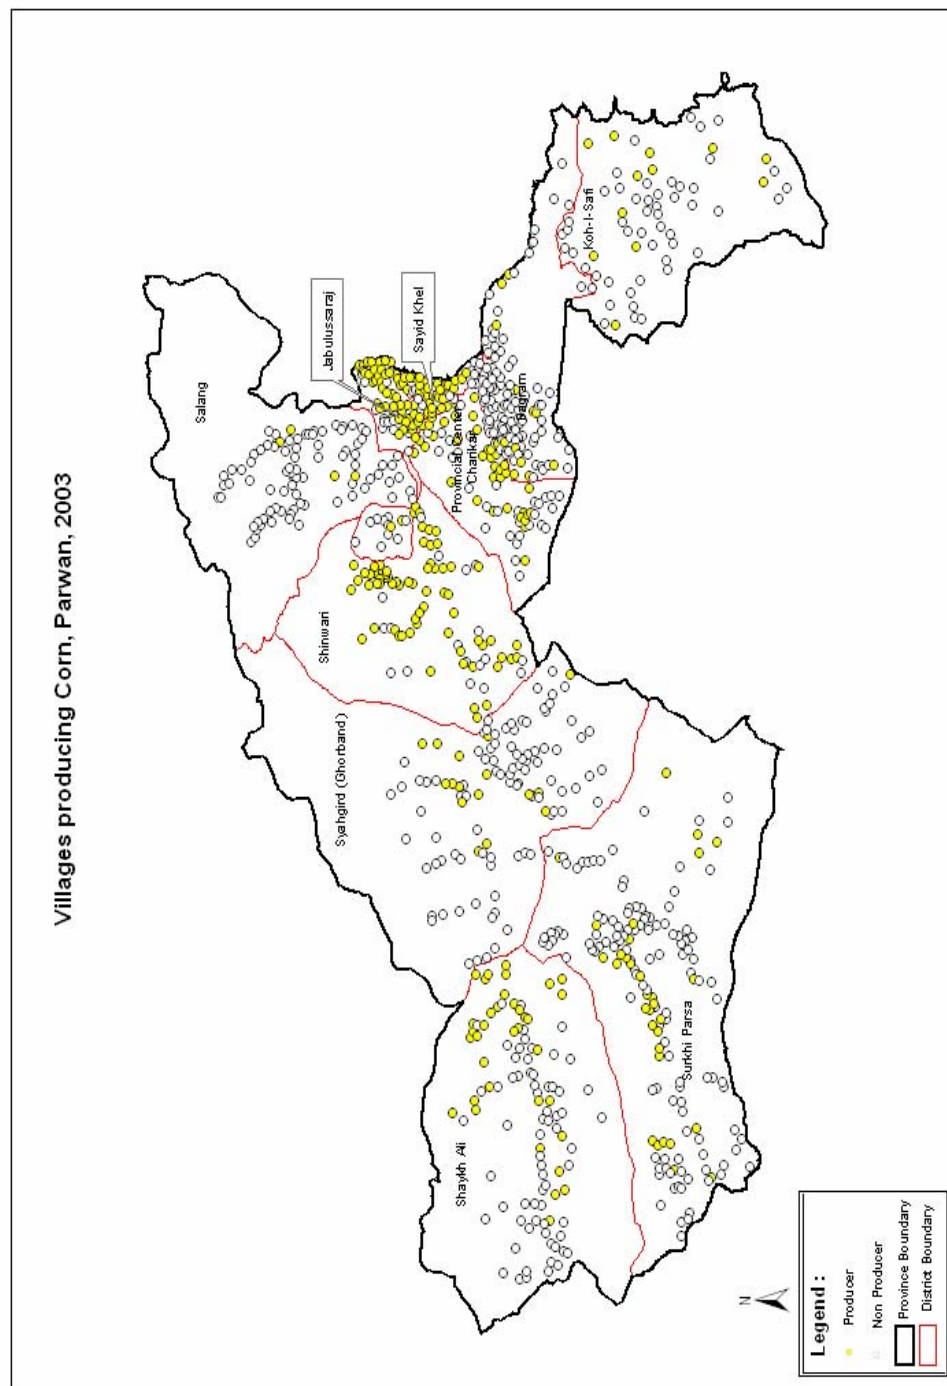 Villages producing Corn, Parwan, 2003
Salang
Jabulussaraj
Sayid Khel
Koh-I-Safi
Shinwari
Provincial Center
Charikar
Bagram
Syahgird (Ghorband)
Shaykh Ali
Surkhi Parsa
N
Legend :
Producer
Non Producer
Province Boundary
District Boundary